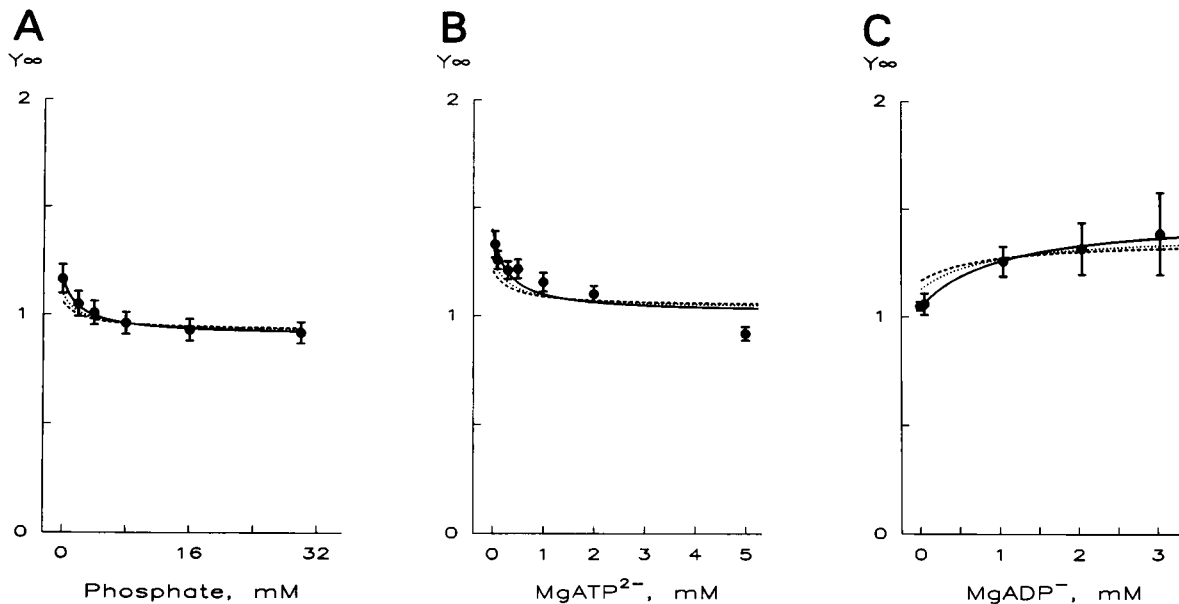 A
Y∞
2
1
0
0 16 32
Phosphate, mM
B
Y∞
2
1
0
0 1 2 3 4 5
MgATP²⁻, mM
C
Y∞
2
1
0
0 1 2 3
MgADP⁻, mM